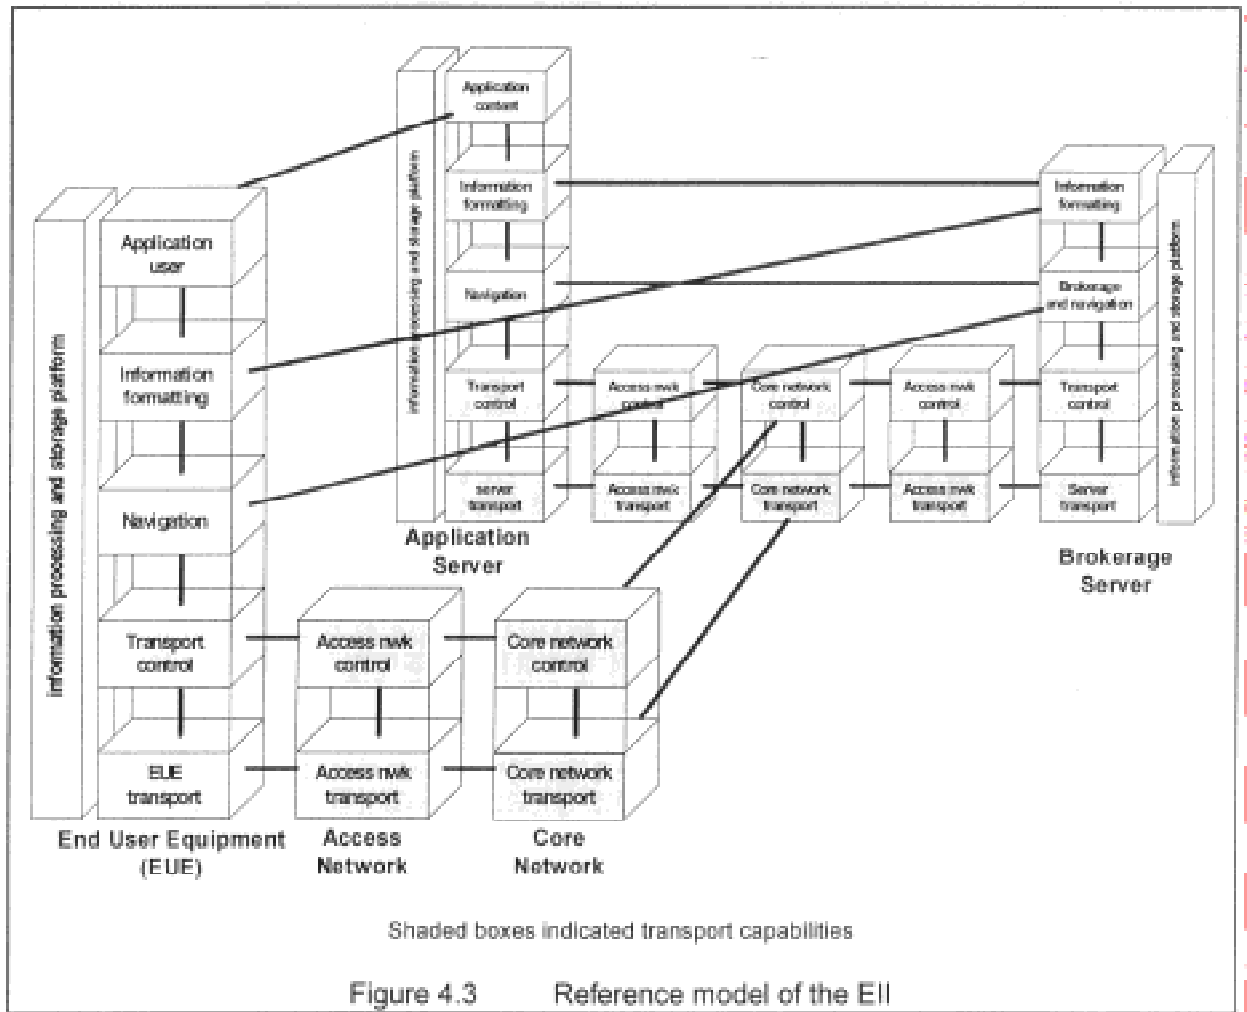 Application
content
Information
formatting
Navigation
Transport
control
server
transport
information processing and storage platform
Application
Server
Access nwk
control
Access nwk
transport
Core network
control
Core network
transport
Access nwk
control
Access nwk
transport
Information
formatting
Brokerage
and navigation
Transport
control
Server
transport
information processing and storage platform
Brokerage
Server
information processing and storage platform
Application
user
Information
formatting
Navigation
Transport
control
EUE
transport
End User Equipment
(EUE)
Access nwk
control
Access nwk
transport
Access
Network
Core network
control
Core network
transport
Core
Network
Shaded boxes indicated transport capabilities
Figure 4.3 Reference model of the EII